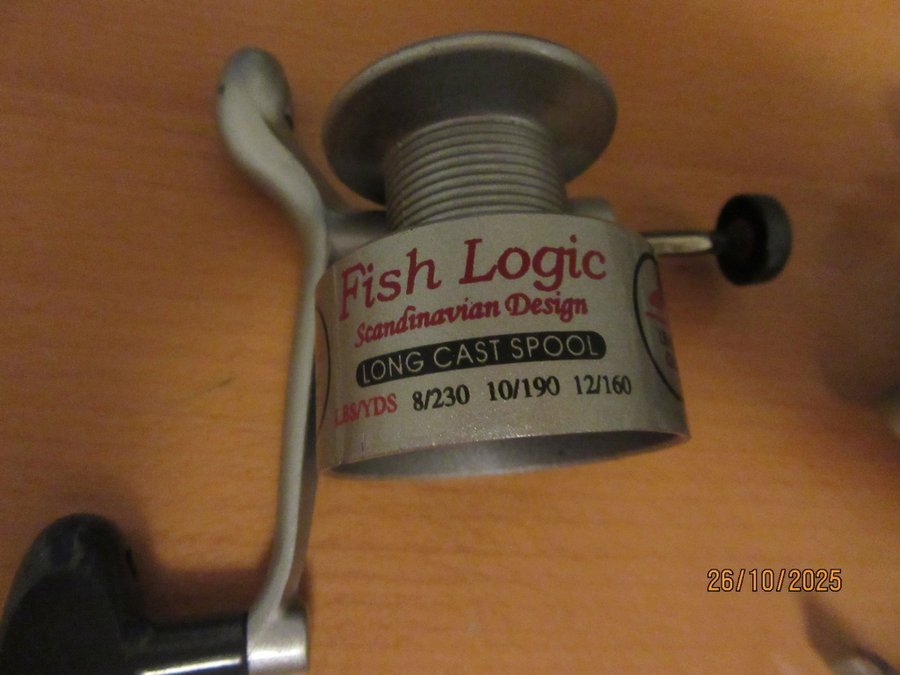 Fish Logic
Scandinavian Design
LONG CAST SPOOL
LBS/YDS 8/230 10/190 12/160
26/10/2025